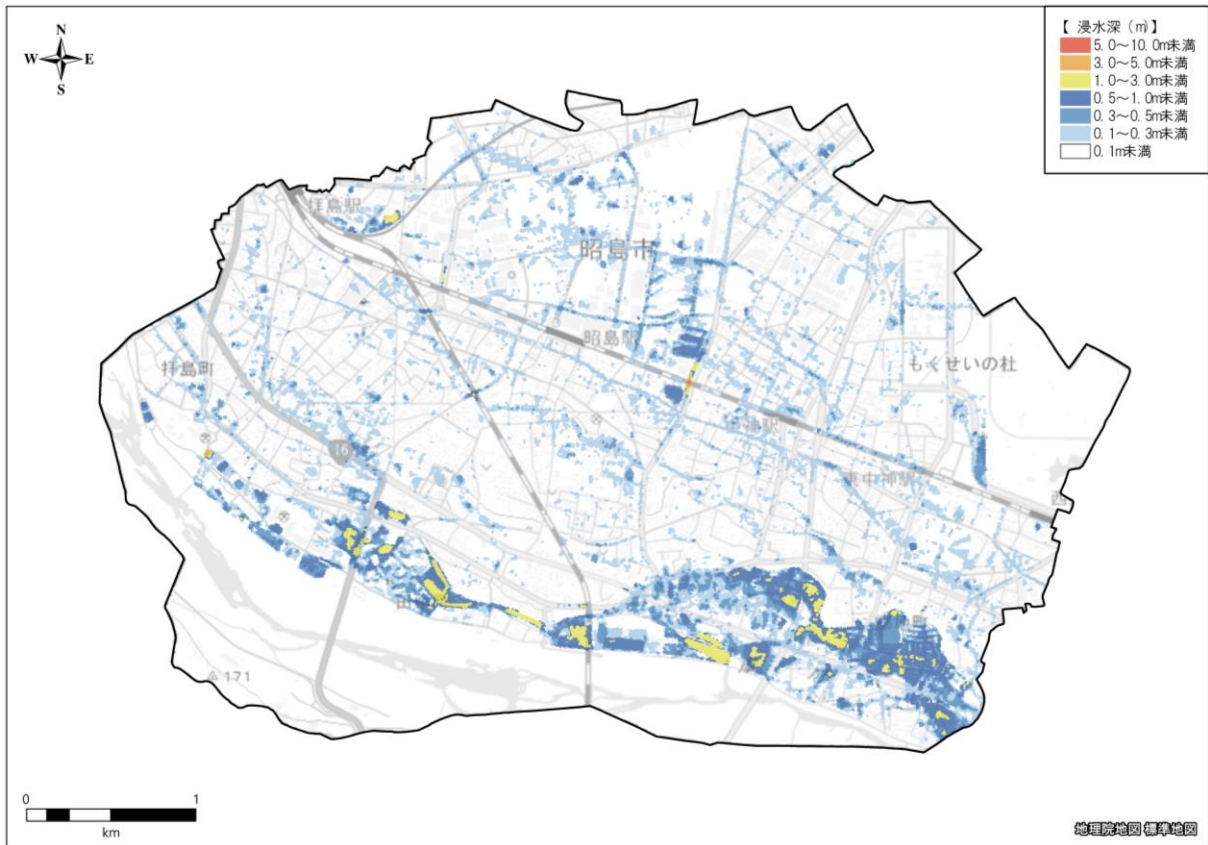 N
W E
S
【 浸水深（m）】
5.0～10.0m未満
3.0～5.0m未満
1.0～3.0m未満
0.5～1.0m未満
0.3～0.5m未満
0.1～0.3m未満
0.1m未満
拝島駅
昭島市
昭島駅
拝島町
もくせいの杜
東中神駅
16
西
171
0 1
km
地理院地図 標準地図